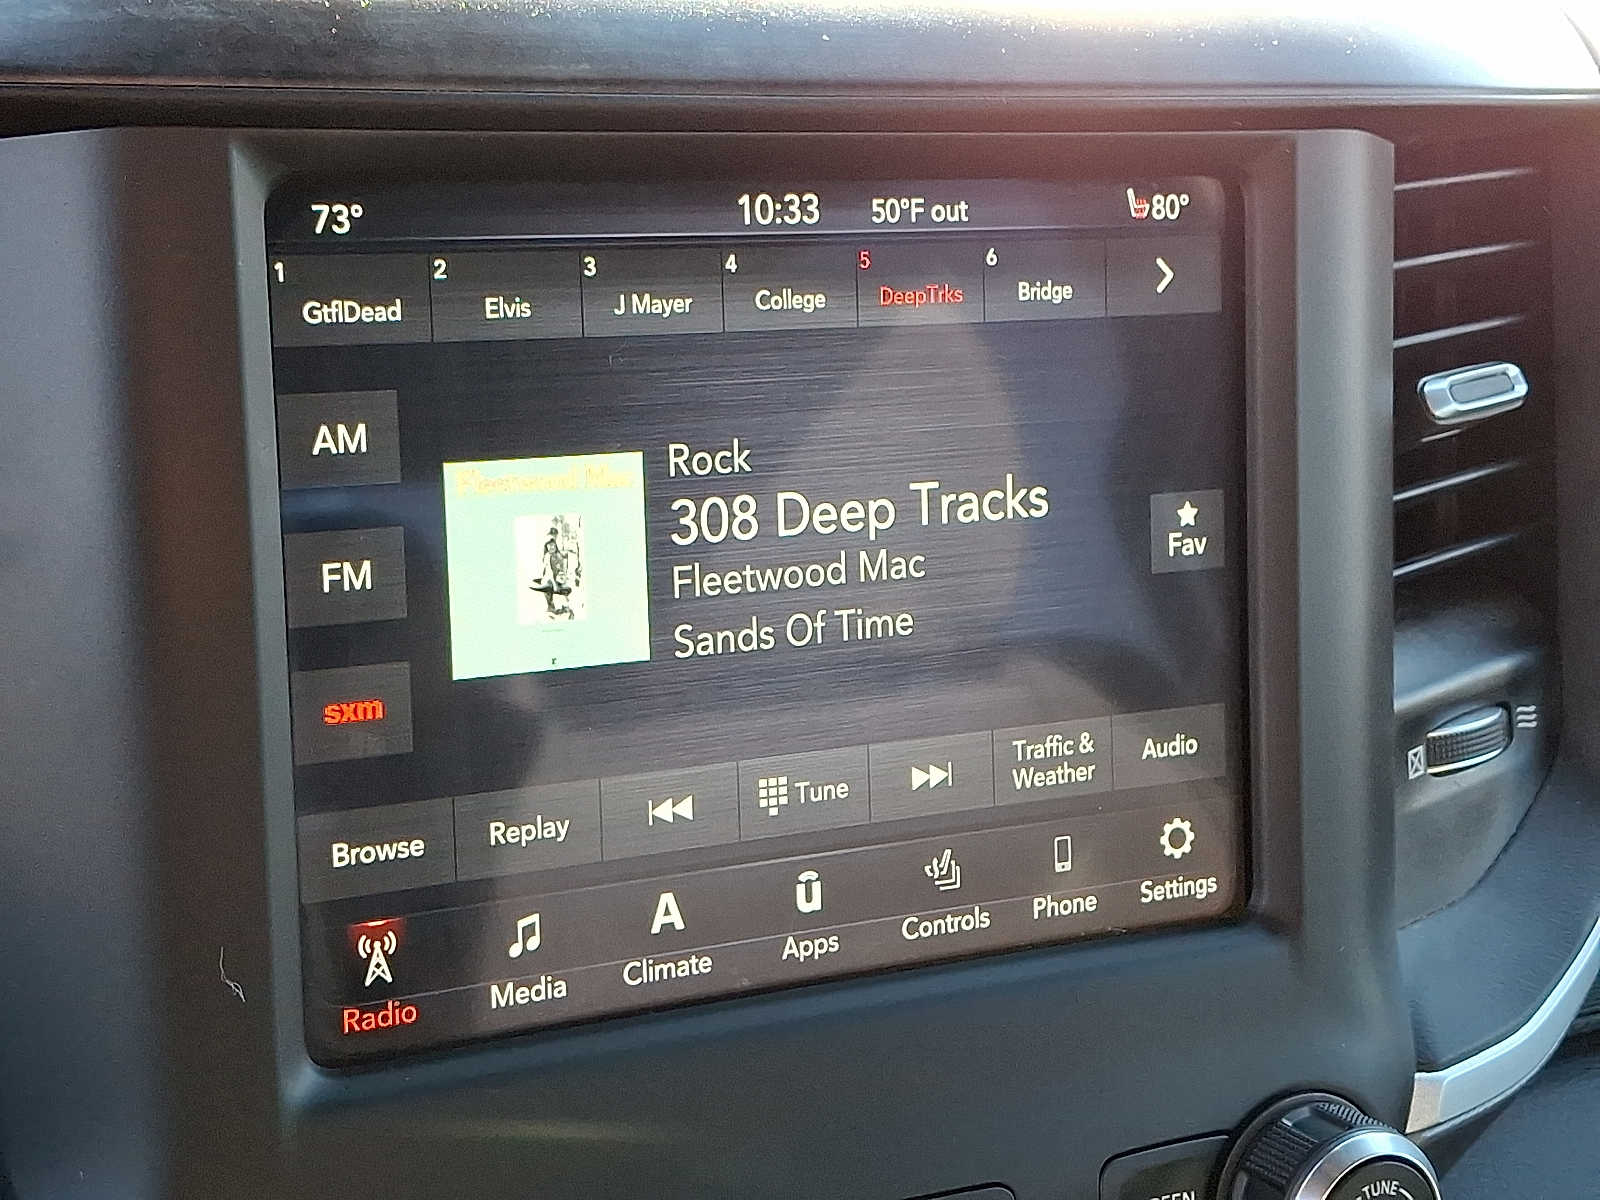 73° 10:33 50°F out 80°
1 GtflDead 2 Elvis 3 J Mayer 4 College 5 DeepTrks 6 Bridge
AM
FM
sxm
Fleetwood Mac
Rock
308 Deep Tracks
Fleetwood Mac
Sands Of Time
Fav
Browse Replay Tune Traffic & Weather Audio
Radio Media A Climate Apps Controls Phone Settings
TUNE